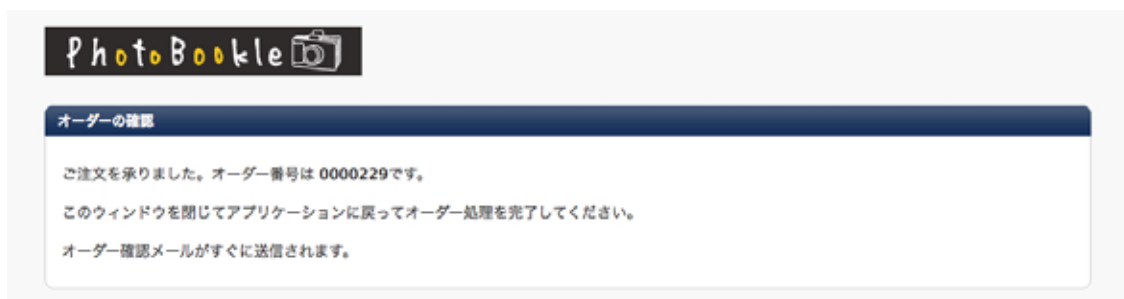 PhotoBookle
オーダーの確認
ご注文を承りました。オーダー番号は 0000229です。
このウィンドウを閉じてアプリケーションに戻ってオーダー処理を完了してください。
オーダー確認メールがすぐに送信されます。